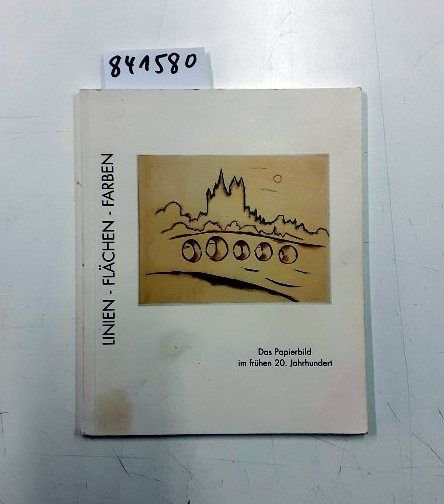 841580
LINIEN - FLÄCHEN - FARBEN
Das Papierbild
im frühen 20. Jahrhundert